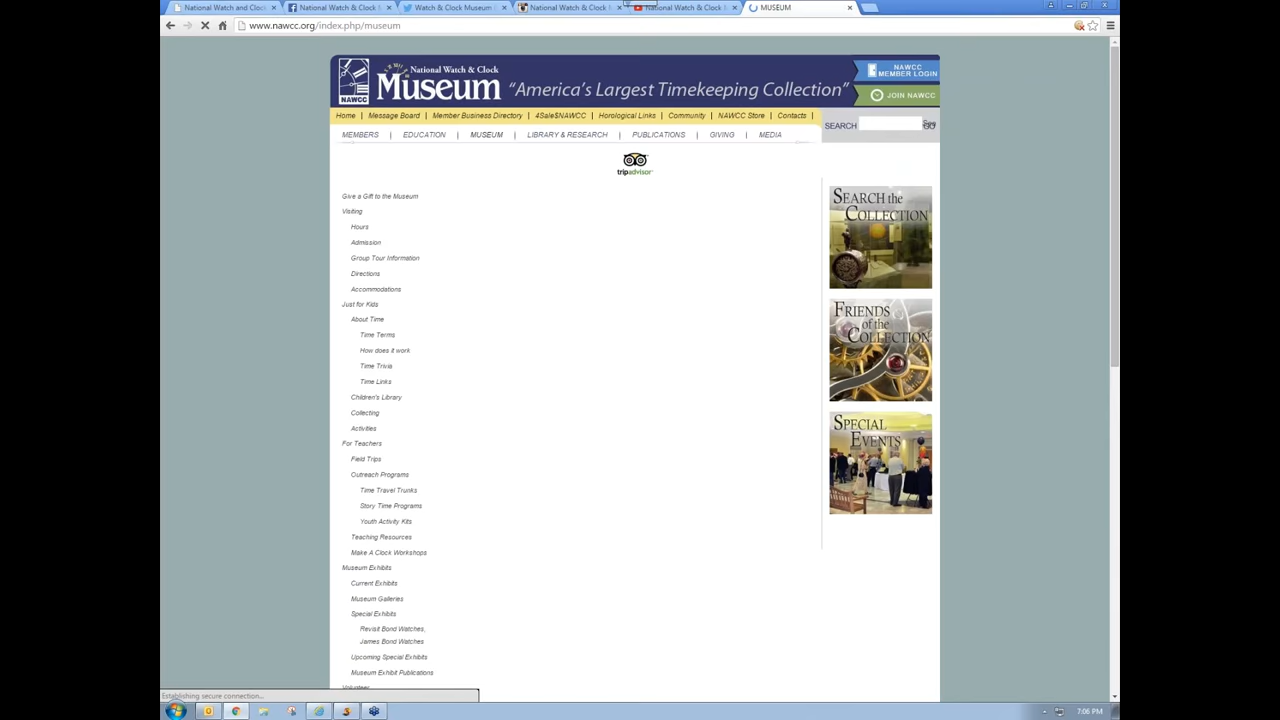 National Watch and Clock
Facebook | National Watch & Clock M
Watch & Clock Museum
National Watch & Clock
National Watch & Clock M
MUSEUM
www.nawcc.org/index.php/museum
National Watch & Clock
Museum
NAWCC
"America's Largest Timekeeping Collection"
NAWCC
MEMBER LOGIN
JOIN NAWCC
Home | Message Board | Member Business Directory | 4Sale$NAWCC | Horological Links | Community | NAWCC Store | Contacts |
SEARCH
GO
MEMBERS | EDUCATION | MUSEUM | LIBRARY & RESEARCH | PUBLICATIONS | GIVING | MEDIA
tripadvisor
Give a Gift to the Museum
Visiting
Hours
Admission
Group Tour Information
Directions
Accommodations
Just for Kids
About Time
Time Terms
How does it work
Time Trivia
Time Links
Children's Library
Collecting
Activities
For Teachers
Field Trips
Outreach Programs
Time Travel Trunks
Story Time Programs
Youth Activity Kits
Teaching Resources
Make A Clock Workshops
Museum Exhibits
Current Exhibits
Museum Galleries
Special Exhibits
Revisit Bond Watches,
James Bond Watches
Upcoming Special Exhibits
Museum Exhibit Publications
Volunteer
SEARCH the
COLLECTION
FRIENDS
of the
COLLECTION
SPECIAL
EVENTS
Establishing secure connection...
7:06 PM